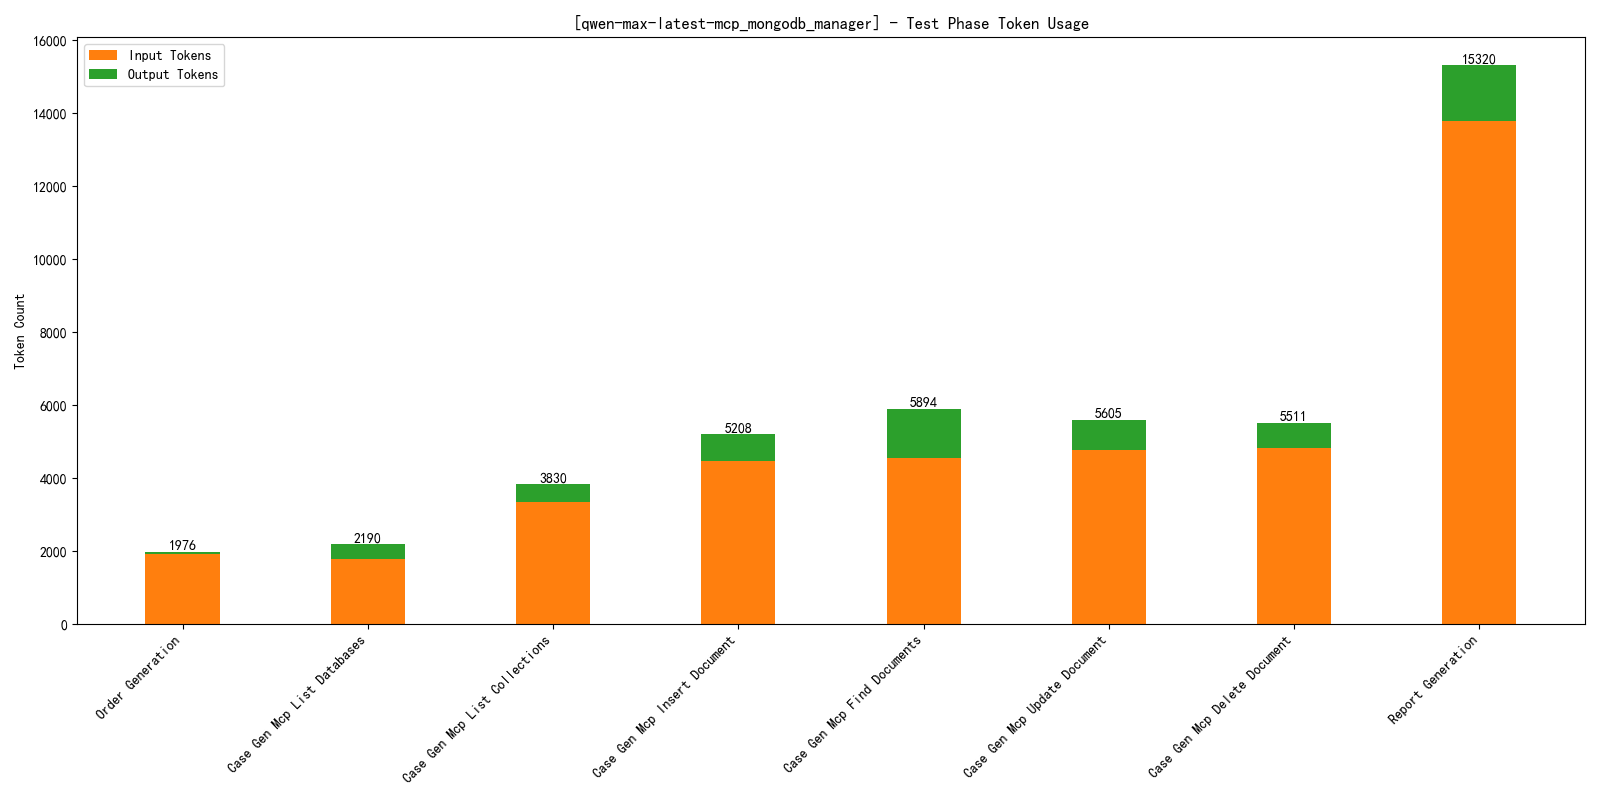 [qwen-max-latest-mcp_mongodb_manager] - Test Phase Token Usage
Input Tokens
Output Tokens
Token Count
16000
14000
12000
10000
8000
6000
4000
2000
0
1976
2190
3830
5208
5894
5605
5511
15320
Order Generation
Case Gen Mcp List Databases
Case Gen Mcp List Collections
Case Gen Mcp Insert Document
Case Gen Mcp Find Documents
Case Gen Mcp Update Document
Case Gen Mcp Delete Document
Report Generation